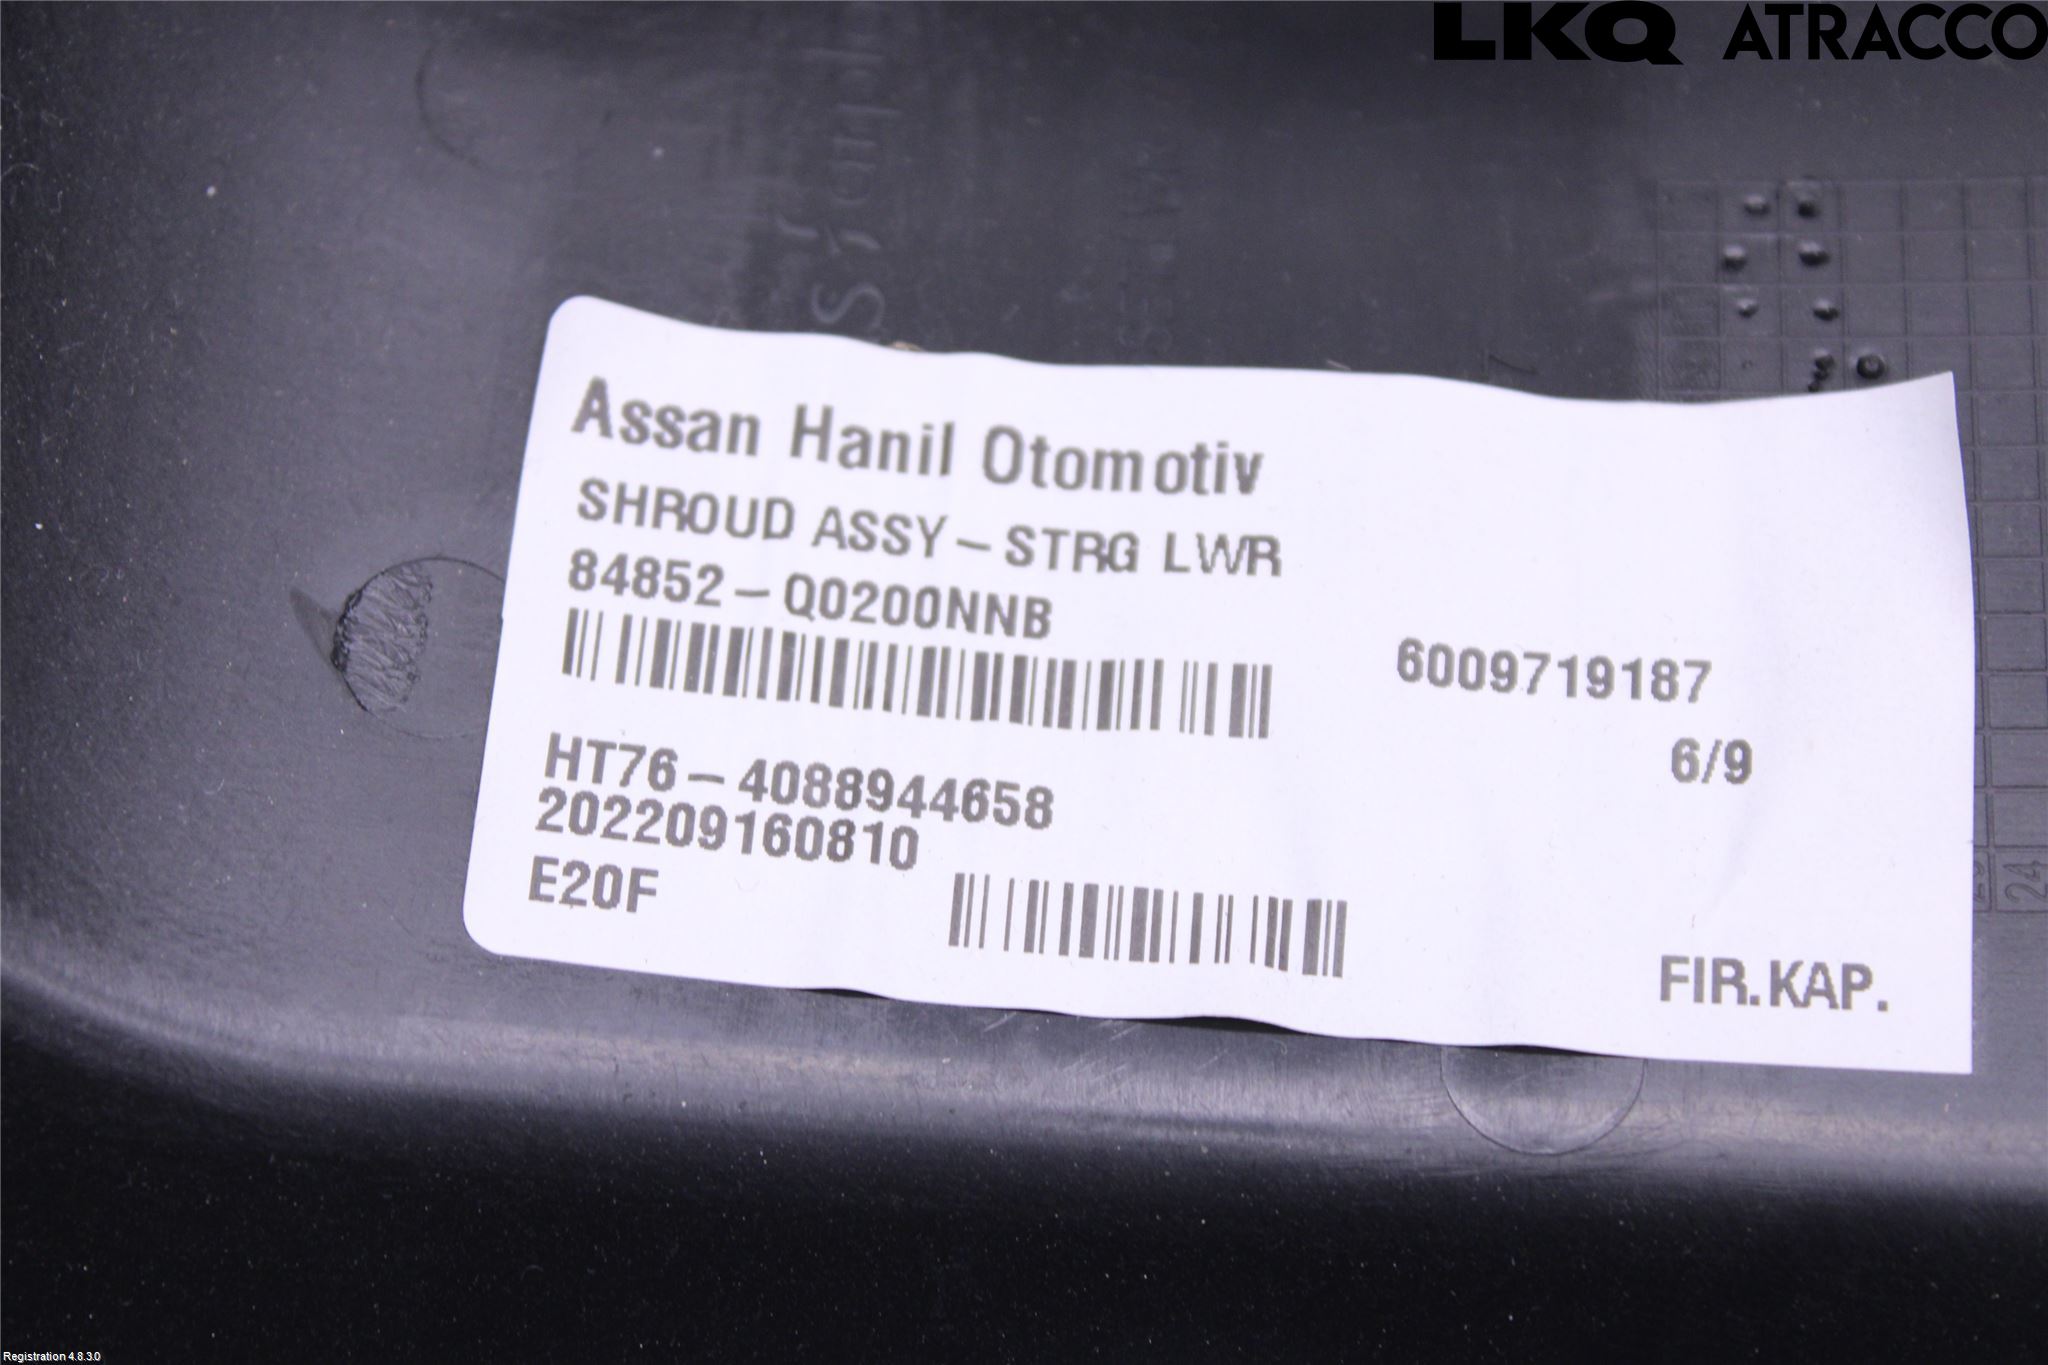 LKQ ATRACCO
Assan Hanil Otomotiv
SHROUD ASSY-STRG LWR
84852-Q0200NNB
6009719187
6/9
HT76-4088944658
202209160810
E20F
FIR.KAP.
24
Registration 4.8.3.0